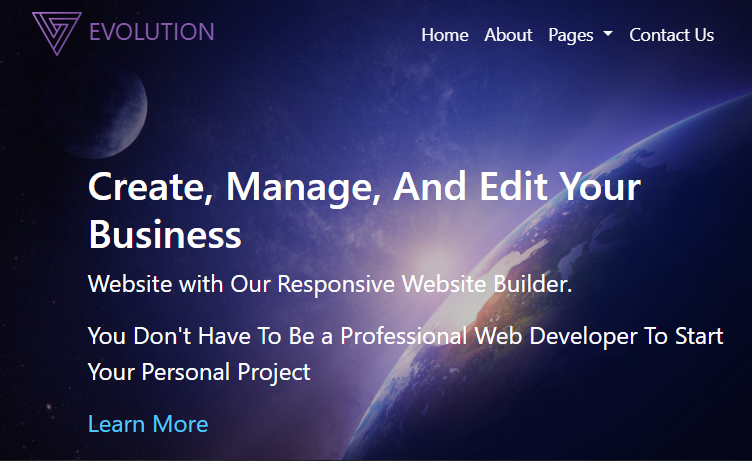 EVOLUTION
Home About Pages Contact Us
Create, Manage, And Edit Your
Business
Website with Our Responsive Website Builder.
You Don't Have To Be a Professional Web Developer To Start
Your Personal Project
Learn More